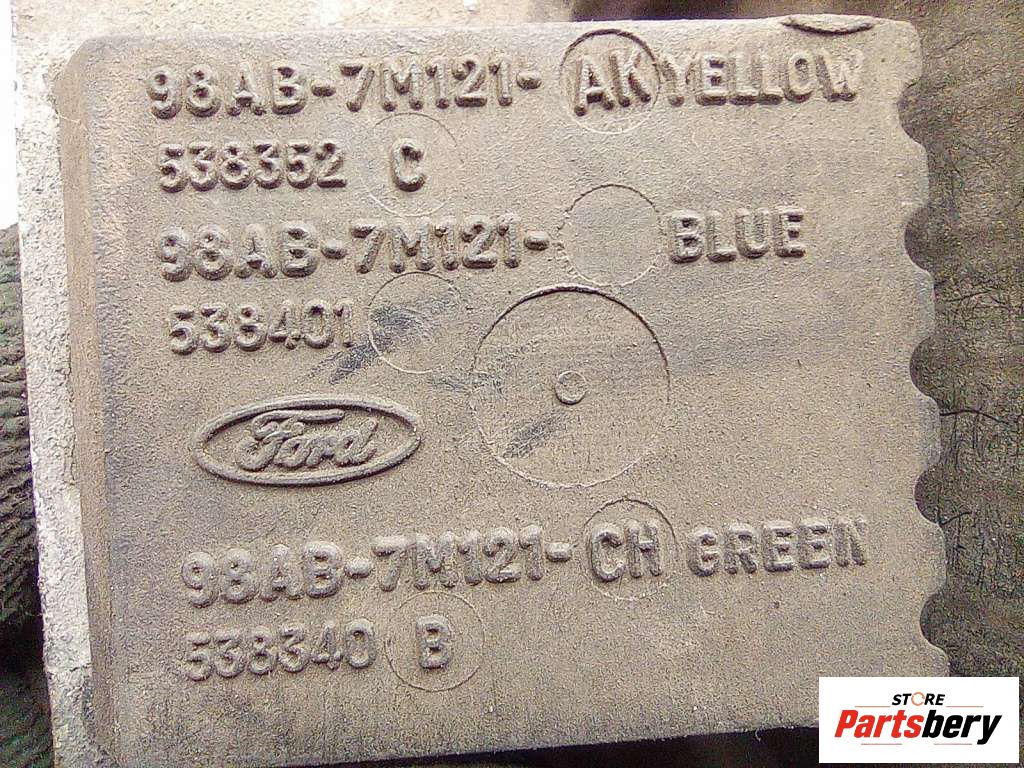 98AB-7M121- AK YELLOW
538352 C
98AB-7M121- BLUE
538401
Ford
98AB-7M121-CH GREEN
538340 B
STORE
Partsbery